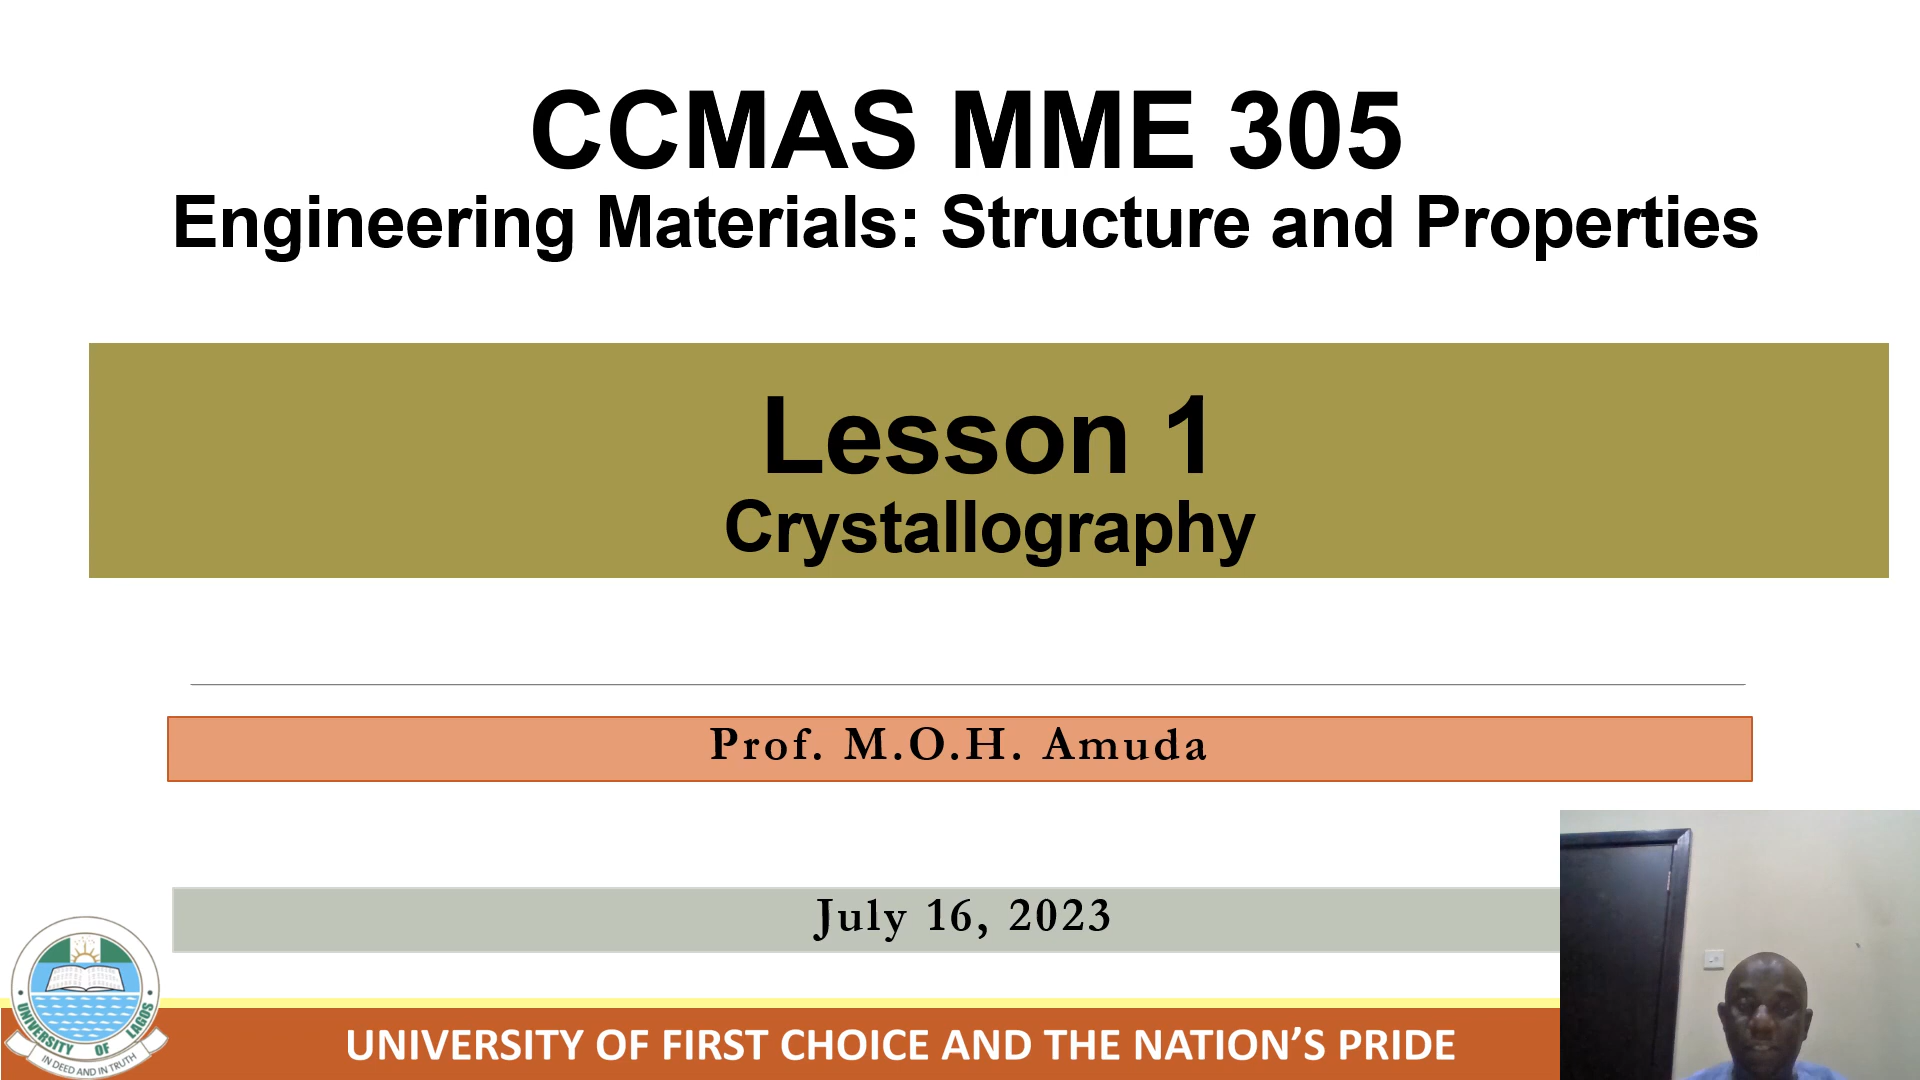 CCMAS MME 305
Engineering Materials: Structure and Properties
Lesson 1
Crystallography
Prof. M.O.H. Amuda
July 16, 2023
UNIVERSITY OF LAGOS
IN DEED AND IN TRUTH
UNIVERSITY OF FIRST CHOICE AND THE NATION’S PRIDE